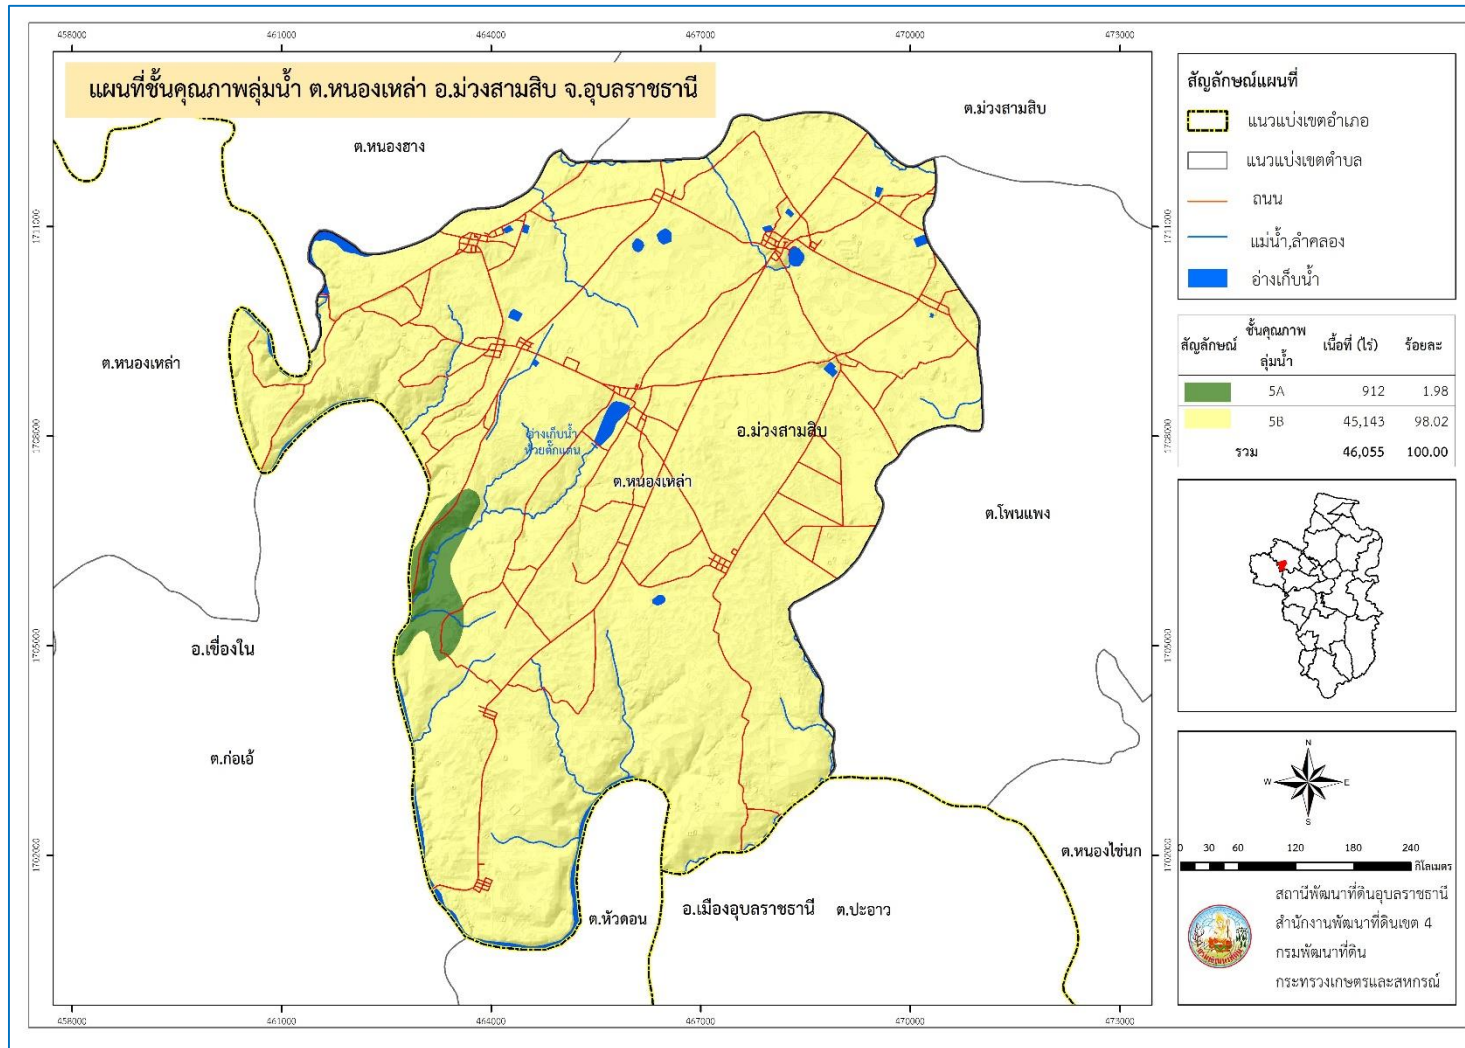 458000 461000 464000 467000 470000 473000
แผนที่ชั้นคุณภาพลุ่มน้ำ ต.หนองเหล่า อ.ม่วงสามสิบ จ.อุบลราชธานี
ต.ม่วงสามสิบ
ต.หนองฮาง
1711000 1711000
ต.หนองเหล่า
1708000 1708000
อ่างเก็บน้ำ
ห้วยตั๊กแตน
อ.ม่วงสามสิบ
ต.หนองเหล่า
ต.โพนแพง
1705000 1705000
อ.เขื่องใน
ต.ก่อเอ้
1702000 1702000
ต.หนองไข่นก
ต.หัวดอน
อ.เมืองอุบลราชธานี ต.ปะอาว
458000 461000 464000 467000 470000 473000
สัญลักษณ์แผนที่
แนวแบ่งเขตอำเภอ
แนวแบ่งเขตตำบล
ถนน
แม่น้ำ,ลำคลอง
อ่างเก็บน้ำ
สัญลักษณ์ ชั้นคุณภาพ เนื้อที่ (ไร่) ร้อยละ
ลุ่มน้ำ
5A 912 1.98
5B 45,143 98.02
รวม 46,055 100.00
N
W E
S
0 30 60 120 180 240
กิโลเมตร
สถานีพัฒนาที่ดินอุบลราชธานี
สำนักงานพัฒนาที่ดินเขต 4
กรมพัฒนาที่ดิน
กระทรวงเกษตรและสหกรณ์